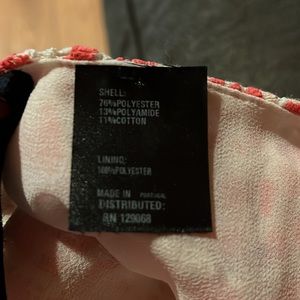 SHELL:
76%POLYESTER
13%POLYAMIDE
11%COTTON
LINING:
100%POLYESTER
MADE IN PORTUGAL
DISTRIBUTED:
RN 129068